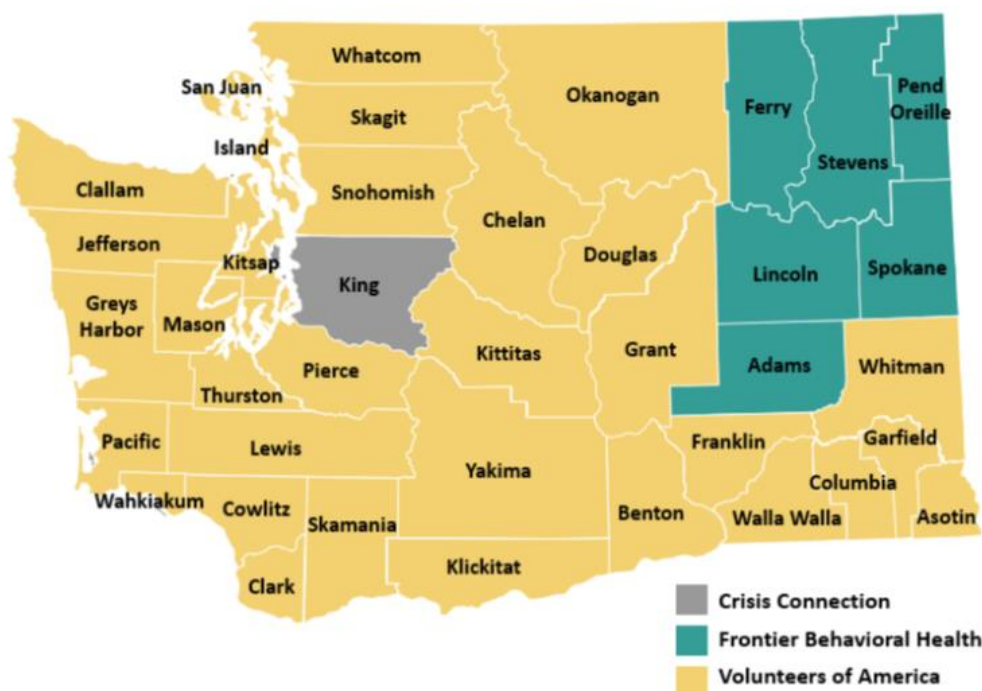 Whatcom
San Juan
Okanogan
Ferry
Pend
Oreille
Skagit
Island
Stevens
Clallam
Snohomish
Chelan
Jefferson
Kitsap
Douglas
King
Lincoln
Spokane
Greys
Harbor
Mason
Grant
Kittitas
Adams
Whitman
Pierce
Thurston
Pacific
Lewis
Franklin
Garfield
Yakima
Columbia
Wahkiakum
Cowlitz
Skamania
Benton
Walla Walla
Asotin
Klickitat
Clark
Crisis Connection
Frontier Behavioral Health
Volunteers of America